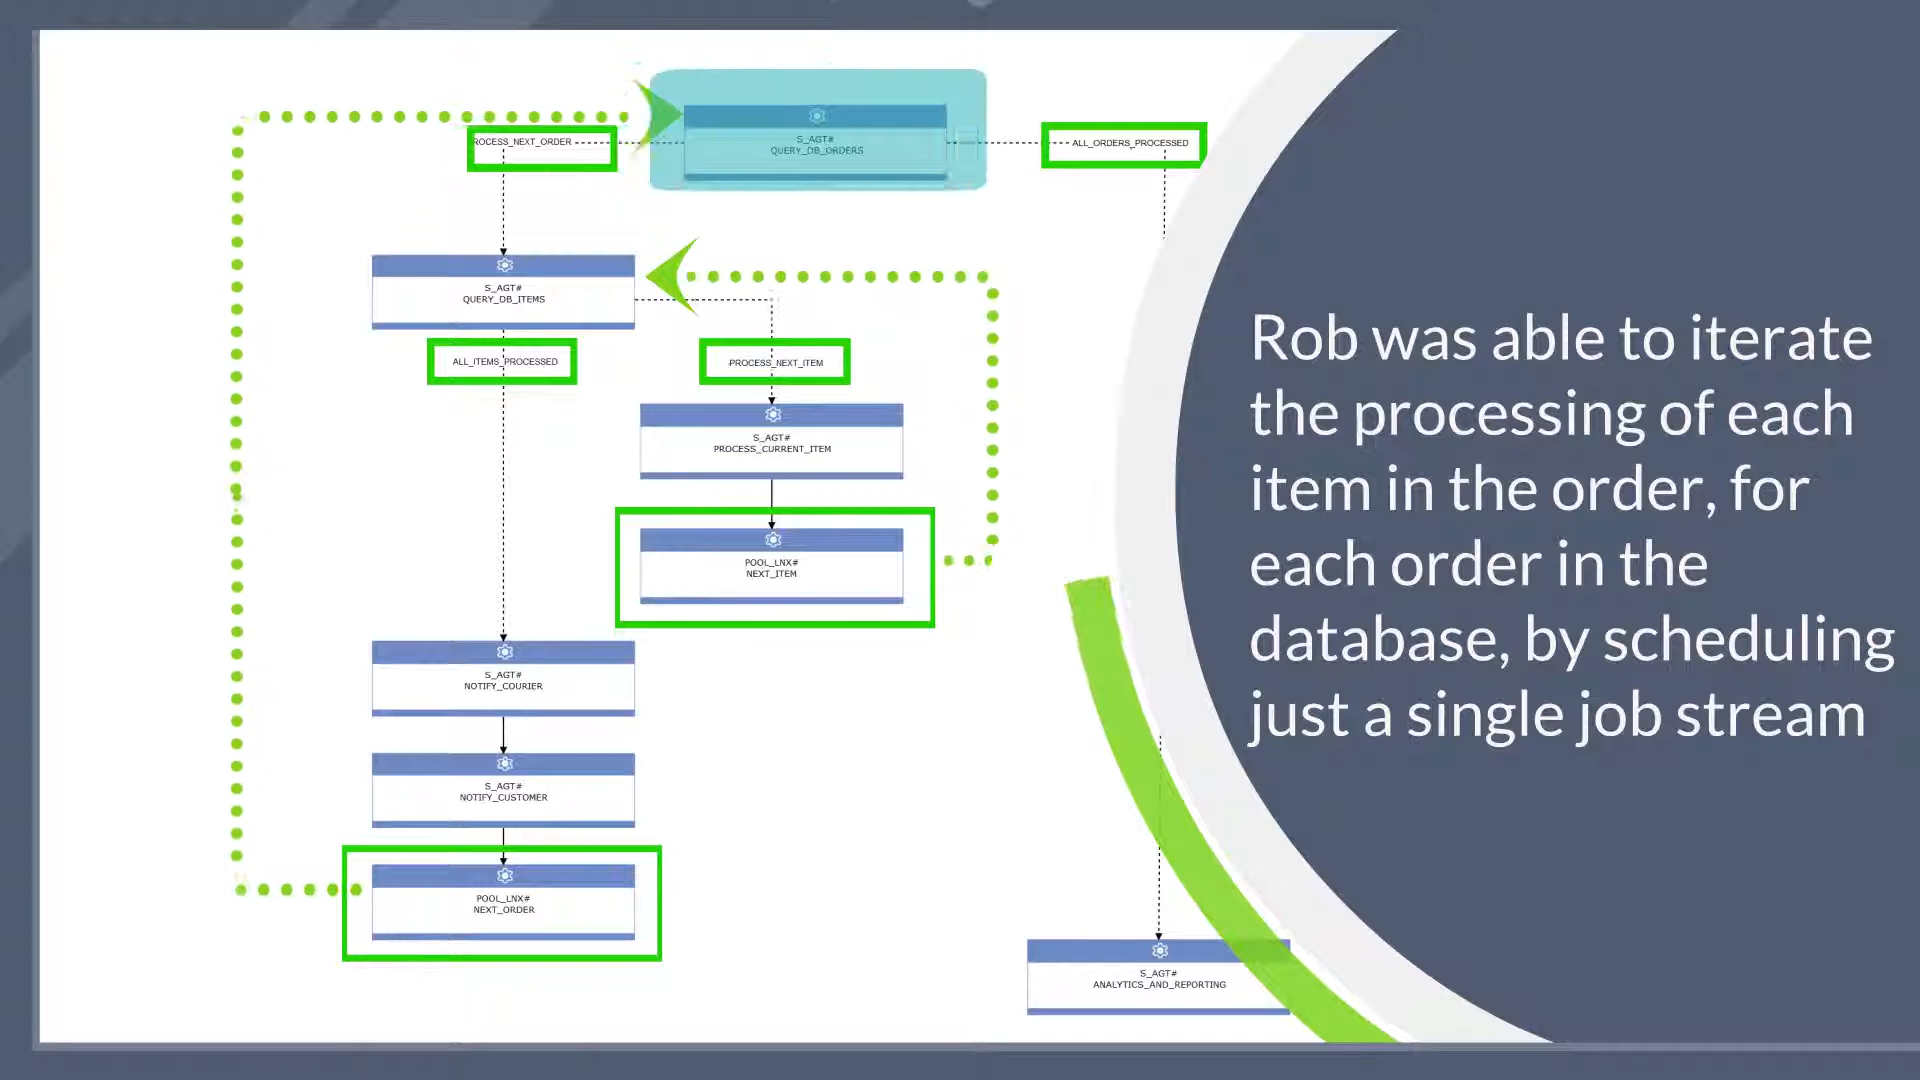 S_AGT#
QUERY_DB_ORDERS
ROCESS_NEXT_ORDER
ALL_ORDERS_PROCESSED
S_AGT#
QUERY_DB_ITEMS
ALL_ITEMS_PROCESSED
PROCESS_NEXT_ITEM
S_AGT#
PROCESS_CURRENT_ITEM
POOL_LNX#
NEXT_ITEM
S_AGT#
NOTIFY_COURIER
S_AGT#
NOTIFY_CUSTOMER
POOL_LNX#
NEXT_ORDER
S_AGT#
ANALYTICS_AND_REPORTING
Rob was able to iterate
the processing of each
item in the order, for
each order in the
database, by scheduling
just a single job stream